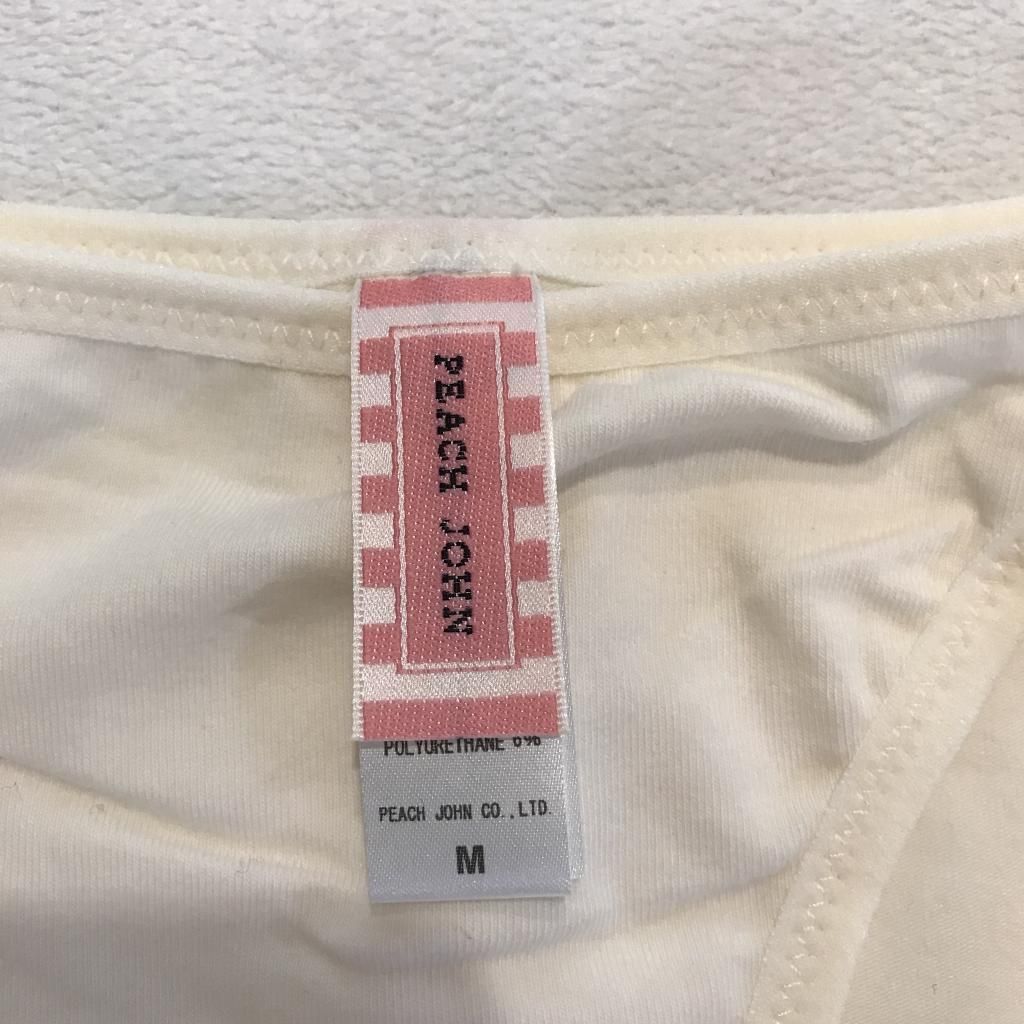 PEACH JOHN
POLYURETHANE 6%
PEACH JOHN CO.,LTD.
M